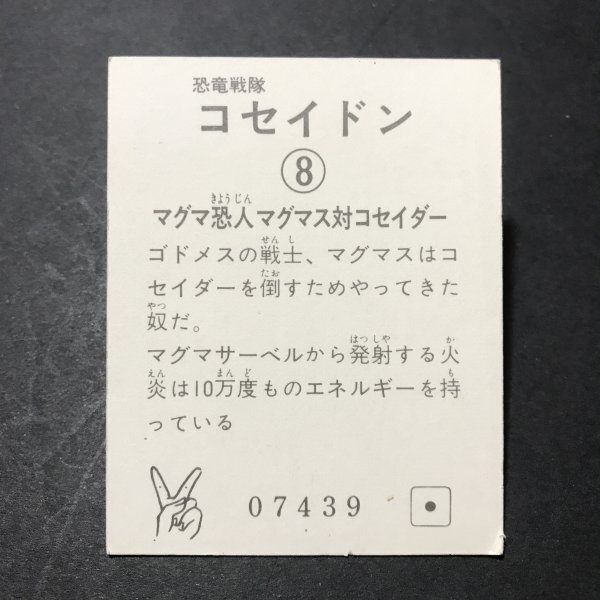 恐竜戦隊
コセイドン
⑧
マグマ恐人マグマス対コセイダー
ゴドメスの戦士、マグマスはコ
セイダーを倒すためやってきた
奴だ。
マグマサーベルから発射する火
炎は10万度ものエネルギーを持
っている
07439